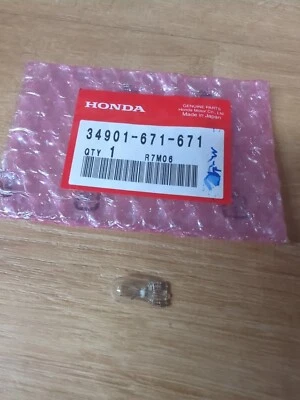 HONDA
GENUINE PARTS
Honda Motor Co., Ltd.
Made in Japan
34901-671-671
QTY 1 R7M06